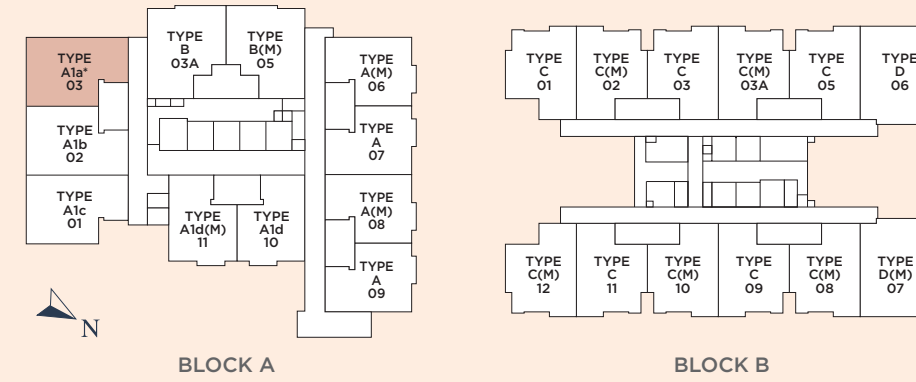 TYPE
A1a*
03
TYPE
A1b
02
TYPE
A1c
01
TYPE
B
03A
TYPE
B(M)
05
TYPE
A(M)
06
TYPE
A
07
TYPE
A(M)
08
TYPE
A
09
TYPE
A1d(M)
11
TYPE
A1d
10
N
BLOCK A
TYPE
C
01
TYPE
C(M)
02
TYPE
C
03
TYPE
C(M)
03A
TYPE
C
05
TYPE
D
06
TYPE
C(M)
12
TYPE
C
11
TYPE
C(M)
10
TYPE
C
09
TYPE
C(M)
08
TYPE
D(M)
07
BLOCK B